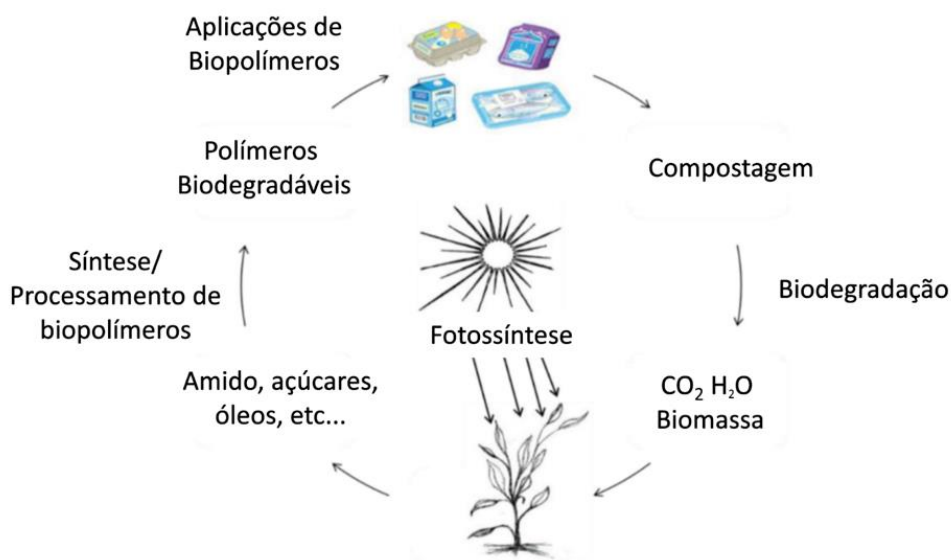 Aplicações de
Biopolímeros
Polímeros
Biodegradáveis
Compostagem
Síntese/
Processamento de
biopolímeros
Biodegradação
Fotossíntese
Amido, açúcares,
óleos, etc...
CO₂ H₂O
Biomassa